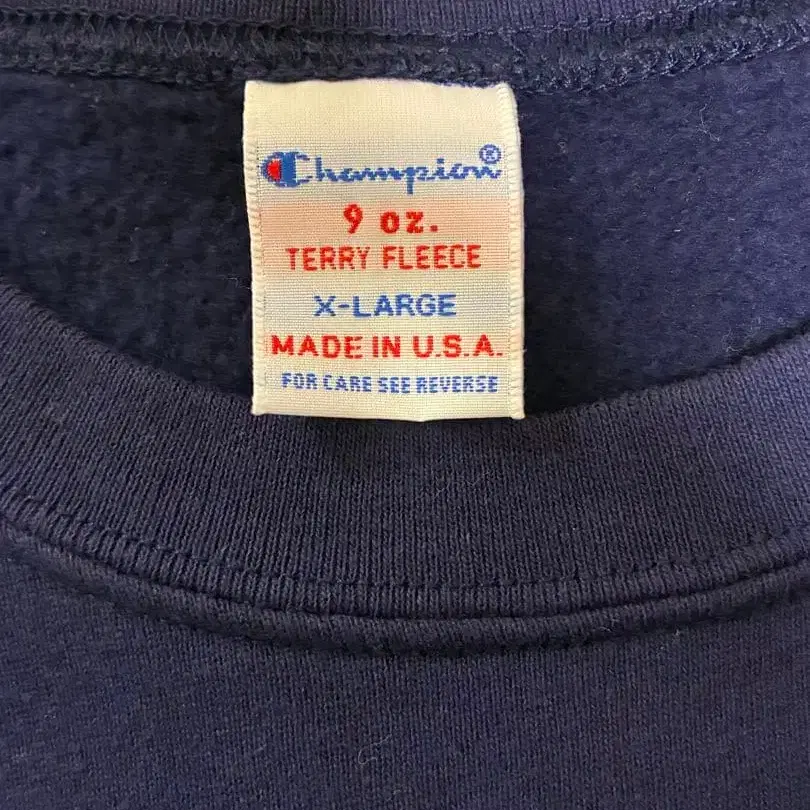 Champion®
9 oz.
TERRY FLEECE
X-LARGE
MADE IN U.S.A.
FOR CARE SEE REVERSE